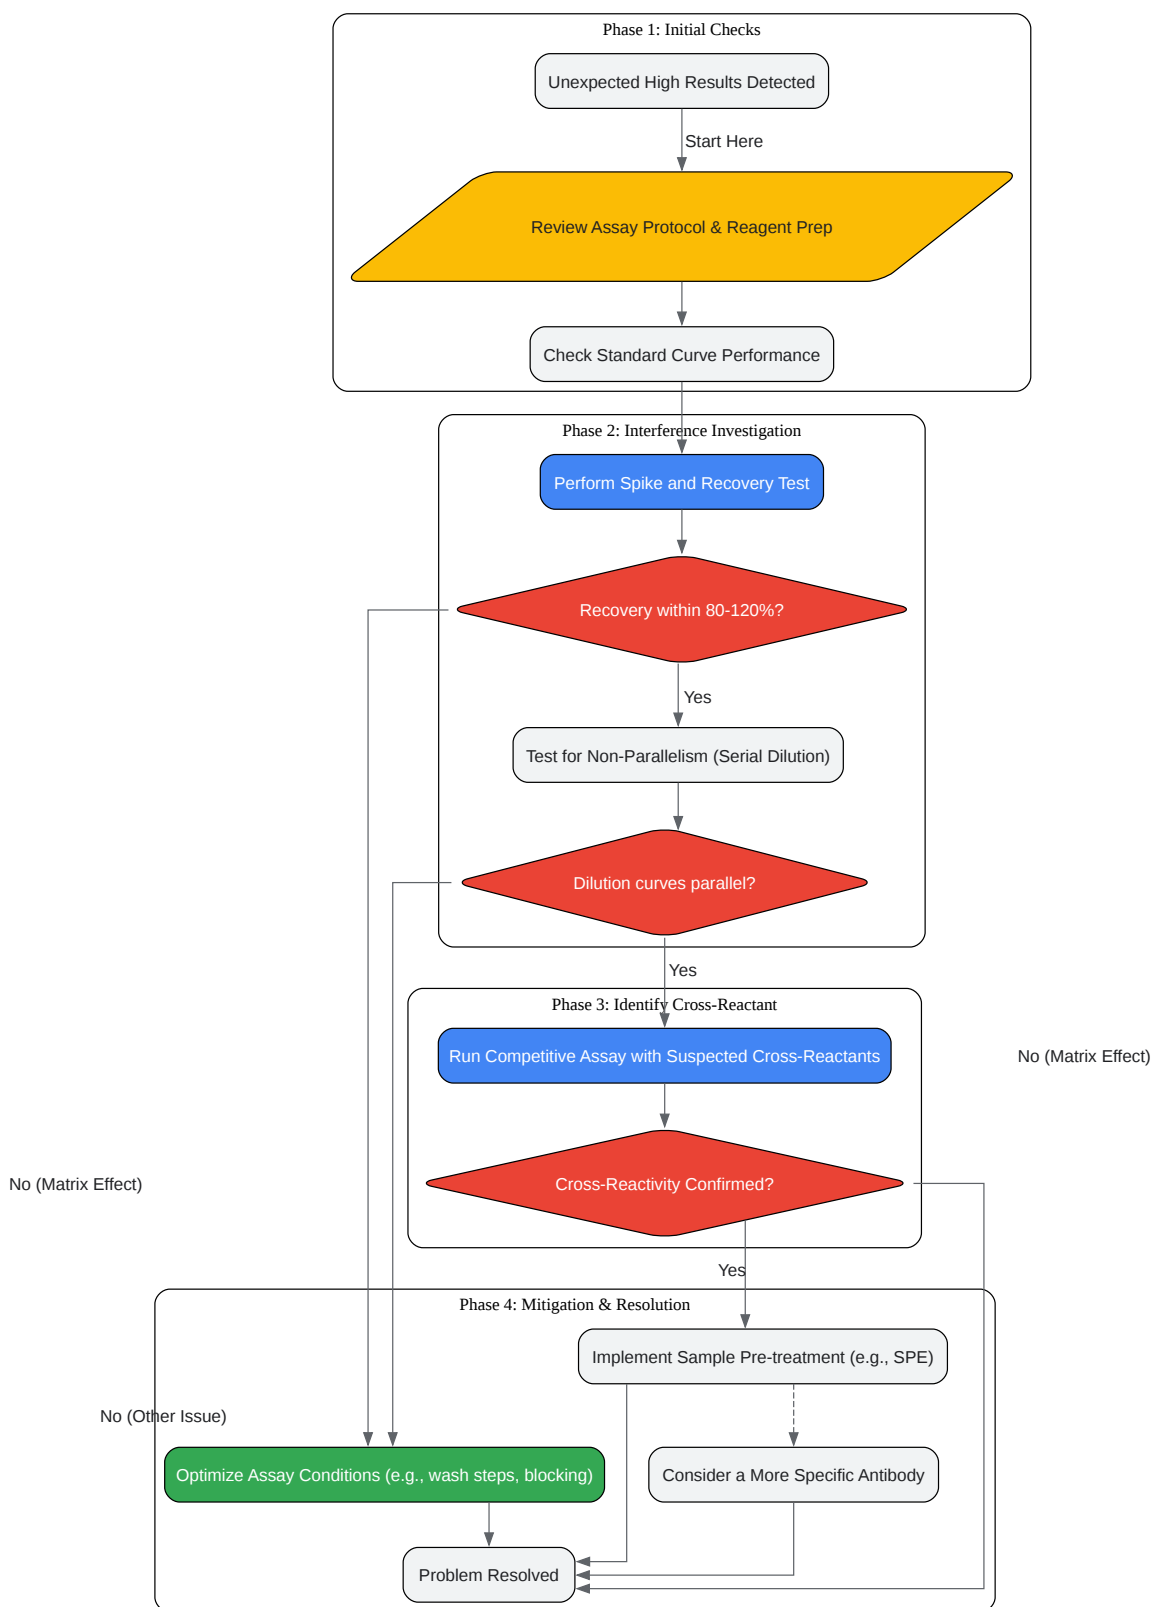 Phase 1: Initial Checks
Unexpected High Results Detected
Start Here
Review Assay Protocol & Reagent Prep
Check Standard Curve Performance
Phase 2: Interference Investigation
Perform Spike and Recovery Test
Recovery within 80-120%?
Yes
Test for Non-Parallelism (Serial Dilution)
Dilution curves parallel?
Yes
Phase 3: Identify Cross-Reactant
Run Competitive Assay with Suspected Cross-Reactants
No (Matrix Effect)
Cross-Reactivity Confirmed?
No (Matrix Effect)
Yes
Phase 4: Mitigation & Resolution
Implement Sample Pre-treatment (e.g., SPE)
No (Other Issue)
Optimize Assay Conditions (e.g., wash steps, blocking)
Consider a More Specific Antibody
Problem Resolved